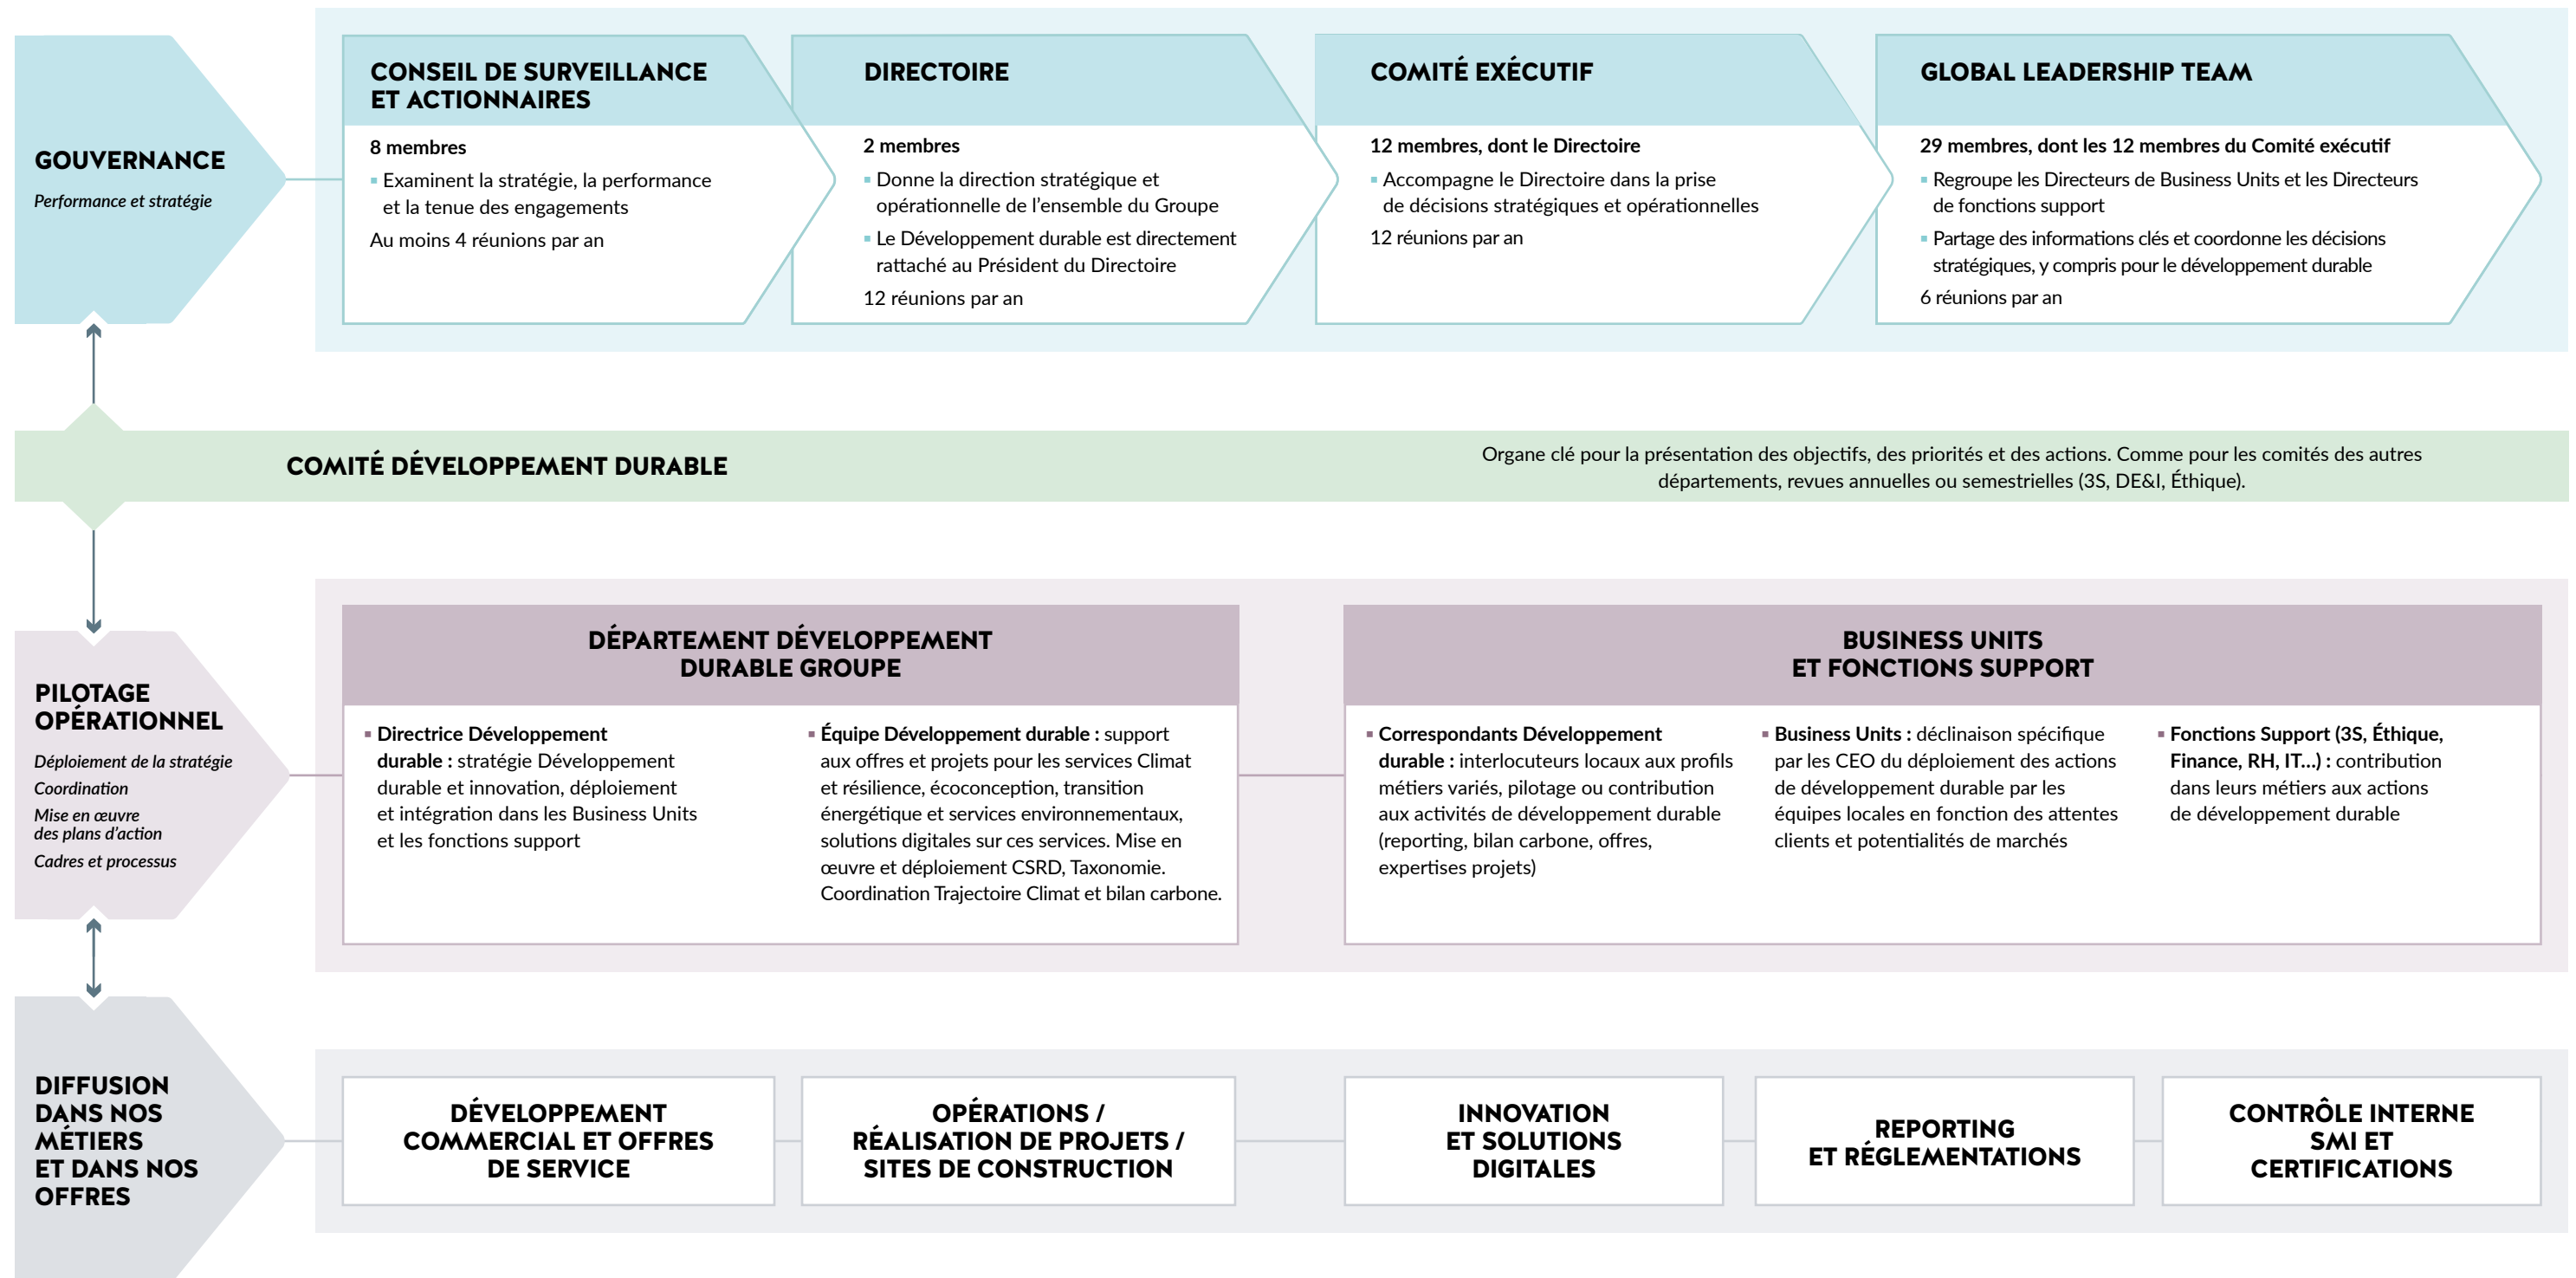 GOUVERNANCE
Performance et stratégie
CONSEIL DE SURVEILLANCE
ET ACTIONNAIRES
8 membres
▪ Examinent la stratégie, la performance
et la tenue des engagements
Au moins 4 réunions par an
DIRECTOIRE
2 membres
▪ Donne la direction stratégique et
opérationnelle de l’ensemble du Groupe
▪ Le Développement durable est directement
rattaché au Président du Directoire
12 réunions par an
COMITÉ EXÉCUTIF
12 membres, dont le Directoire
▪ Accompagne le Directoire dans la prise
de décisions stratégiques et opérationnelles
12 réunions par an
GLOBAL LEADERSHIP TEAM
29 membres, dont les 12 membres du Comité exécutif
▪ Regroupe les Directeurs de Business Units et les Directeurs
de fonctions support
▪ Partage des informations clés et coordonne les décisions
stratégiques, y compris pour le développement durable
6 réunions par an
COMITÉ DÉVELOPPEMENT DURABLE
Organe clé pour la présentation des objectifs, des priorités et des actions. Comme pour les comités des autres
départements, revues annuelles ou semestrielles (3S, DE&I, Éthique).
PILOTAGE
OPÉRATIONNEL
Déploiement de la stratégie
Coordination
Mise en œuvre
des plans d’action
Cadres et processus
DÉPARTEMENT DÉVELOPPEMENT
DURABLE GROUPE
▪ Directrice Développement
durable : stratégie Développement
durable et innovation, déploiement
et intégration dans les Business Units
et les fonctions support
▪ Équipe Développement durable : support
aux offres et projets pour les services Climat
et résilience, écoconception, transition
énergétique et services environnementaux,
solutions digitales sur ces services. Mise en
œuvre et déploiement CSRD, Taxonomie.
Coordination Trajectoire Climat et bilan carbone.
BUSINESS UNITS
ET FONCTIONS SUPPORT
▪ Correspondants Développement
durable : interlocuteurs locaux aux profils
métiers variés, pilotage ou contribution
aux activités de développement durable
(reporting, bilan carbone, offres,
expertises projets)
▪ Business Units : déclinaison spécifique
par les CEO du déploiement des actions
de développement durable par les
équipes locales en fonction des attentes
clients et potentialités de marchés
▪ Fonctions Support (3S, Éthique,
Finance, RH, IT...) : contribution
dans leurs métiers aux actions
de développement durable
DIFFUSION
DANS NOS
MÉTIERS
ET DANS NOS
OFFRES
DÉVELOPPEMENT
COMMERCIAL ET OFFRES
DE SERVICE
OPÉRATIONS /
RÉALISATION DE PROJETS /
SITES DE CONSTRUCTION
INNOVATION
ET SOLUTIONS
DIGITALES
REPORTING
ET RÉGLEMENTATIONS
CONTRÔLE INTERNE
SMI ET
CERTIFICATIONS